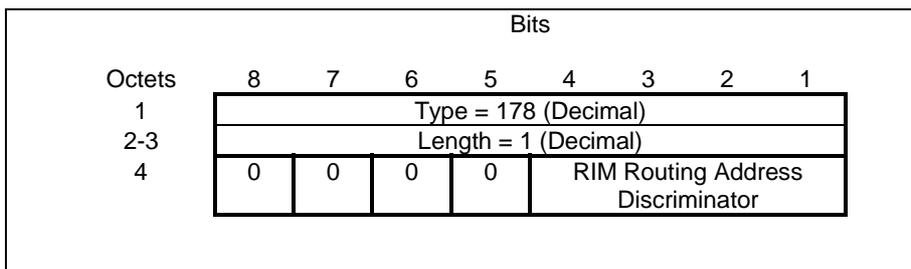 Bits
Octets 8 7 6 5 4 3 2 1
1 Type = 178 (Decimal)
2-3 Length = 1 (Decimal)
4 0 0 0 0 RIM Routing Address
Discriminator